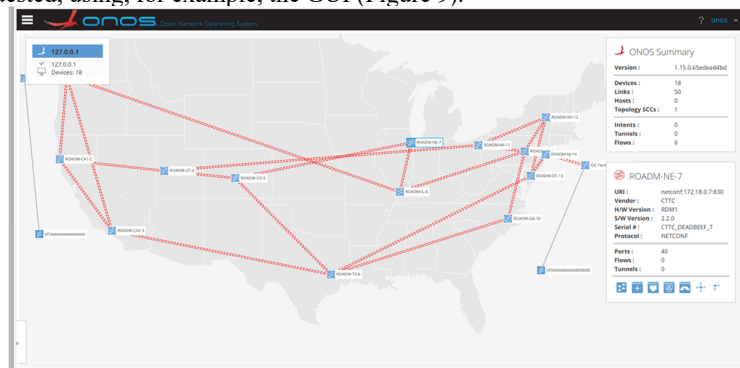 tested, using, for example, the GUI (Figure 9).
onos Open Network Operating System
? onos
127.0.0.1
127.0.0.1
Devices: 18
ONOS Summary
Version : 1.15.0.65edead4bd
Devices : 18
Links : 50
Hosts : 0
Topology SCCs : 1
Intents : 0
Tunnels : 0
Flows : 6
ROADM-NY-12
ROADM-NE-7
ROADM-MI-11
ROADM-NJ-14
ROADM-CA1-2
OC-Term
ROADM-UT-4
ROADM-CO-5
ROADM-DC-13
ROADM-IL-8
ROADM-GA-10
ROADM-CA2-3
ROADM-TX-6
ROADM-NE-7
URI : netconf:172.18.0.7:830
Vendor : CTTC
H/W Version : RDM1
S/W Version : 2.2.0
Serial # : CTTC_DEADBEEF_7
Protocol : NETCONF
Ports : 40
Flows : 0
Tunnels : 0